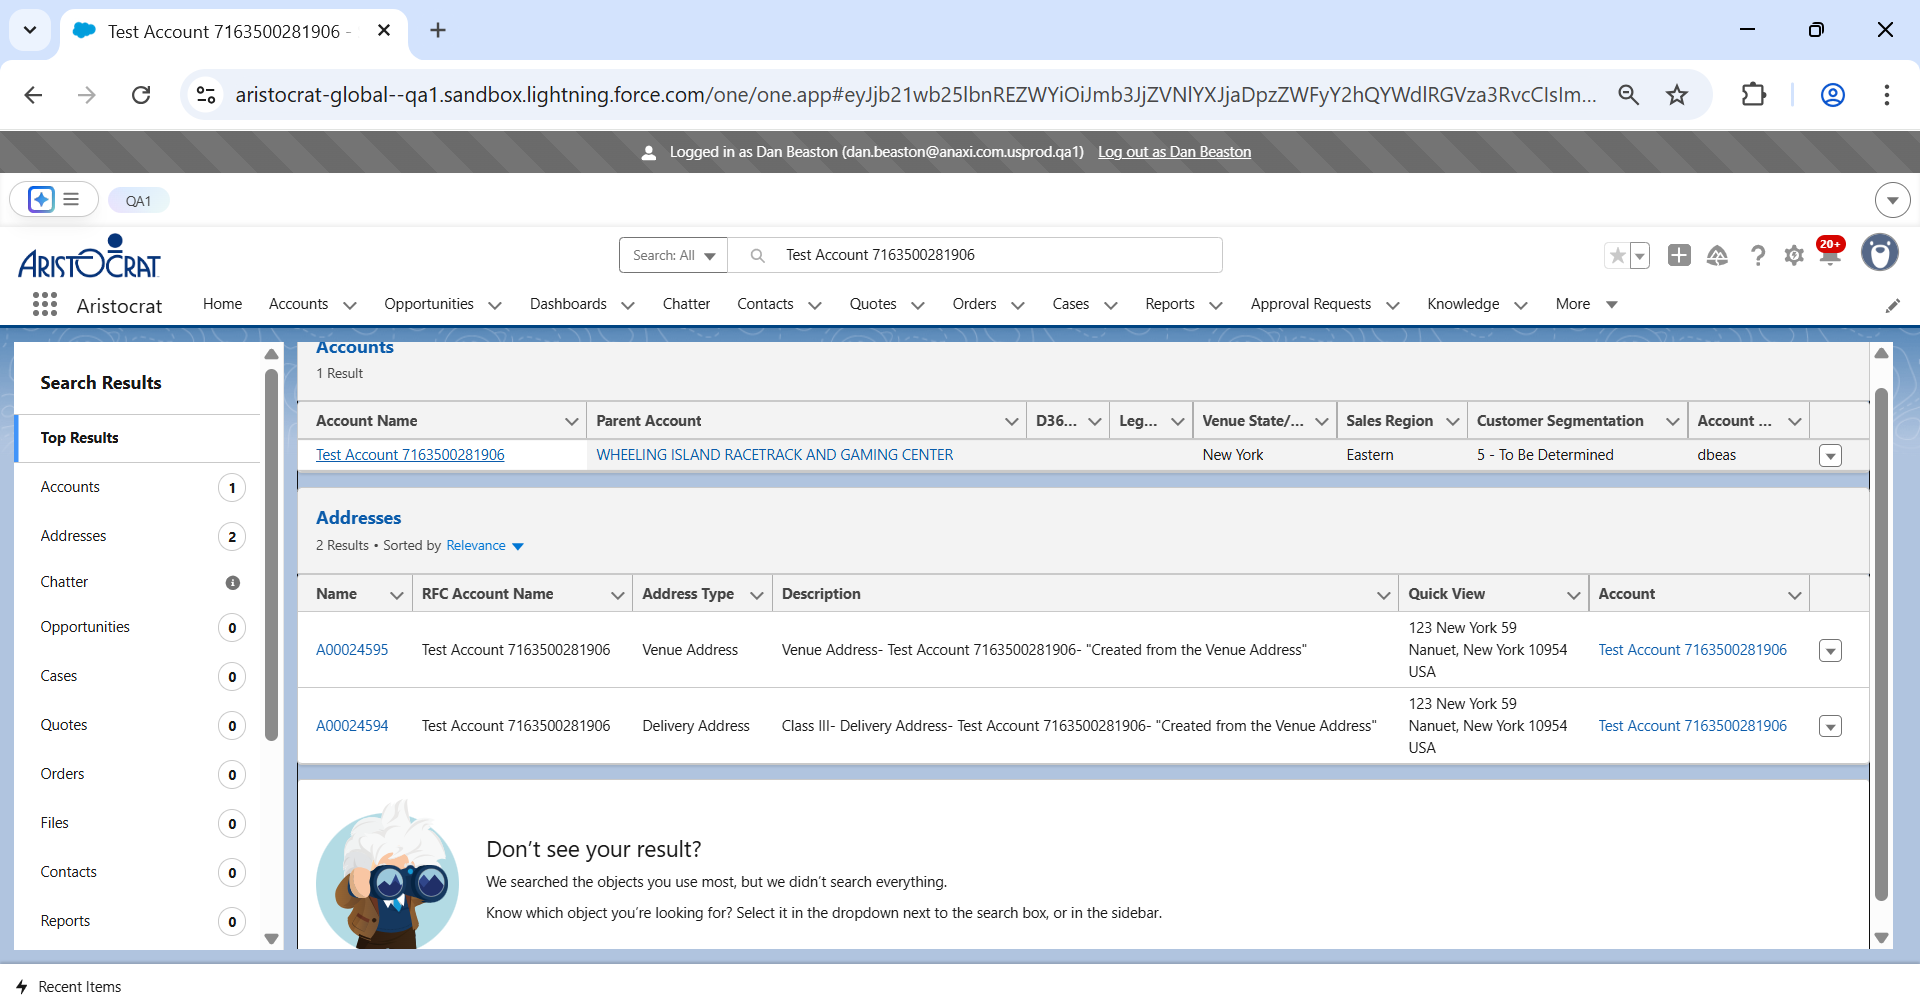 Test Account 7163500281906 -
aristocrat-global--qa1.sandbox.lightning.force.com/one/one.app#eyJjb21wb25lbnREZWYiOiJmb3JjZVNlYXJjaDpzZWFyY2hQYWdlRGVza3RvcCIsIm...
Logged in as Dan Beaston (dan.beaston@anaxi.com.usprod.qa1) Log out as Dan Beaston
QA1
ARISTOCRAT
Search: All
Test Account 7163500281906
20+
Aristocrat
Home
Accounts
Opportunities
Dashboards
Chatter
Contacts
Quotes
Orders
Cases
Reports
Approval Requests
Knowledge
More
Search Results
Top Results
Accounts 1
Addresses 2
Chatter
Opportunities 0
Cases 0
Quotes 0
Orders 0
Files 0
Contacts 0
Reports 0
Accounts
1 Result
Account Name Parent Account D36... Leg... Venue State/... Sales Region Customer Segmentation Account ...
Test Account 7163500281906 WHEELING ISLAND RACETRACK AND GAMING CENTER New York Eastern 5 - To Be Determined dbeas
Addresses
2 Results • Sorted by Relevance
Name RFC Account Name Address Type Description Quick View Account
A00024595 Test Account 7163500281906 Venue Address Venue Address- Test Account 7163500281906- "Created from the Venue Address" 123 New York 59
Nanuet, New York 10954
USA Test Account 7163500281906
A00024594 Test Account 7163500281906 Delivery Address Class III- Delivery Address- Test Account 7163500281906- "Created from the Venue Address" 123 New York 59
Nanuet, New York 10954
USA Test Account 7163500281906
Don't see your result?
We searched the objects you use most, but we didn't search everything.
Know which object you're looking for? Select it in the dropdown next to the search box, or in the sidebar.
Recent Items